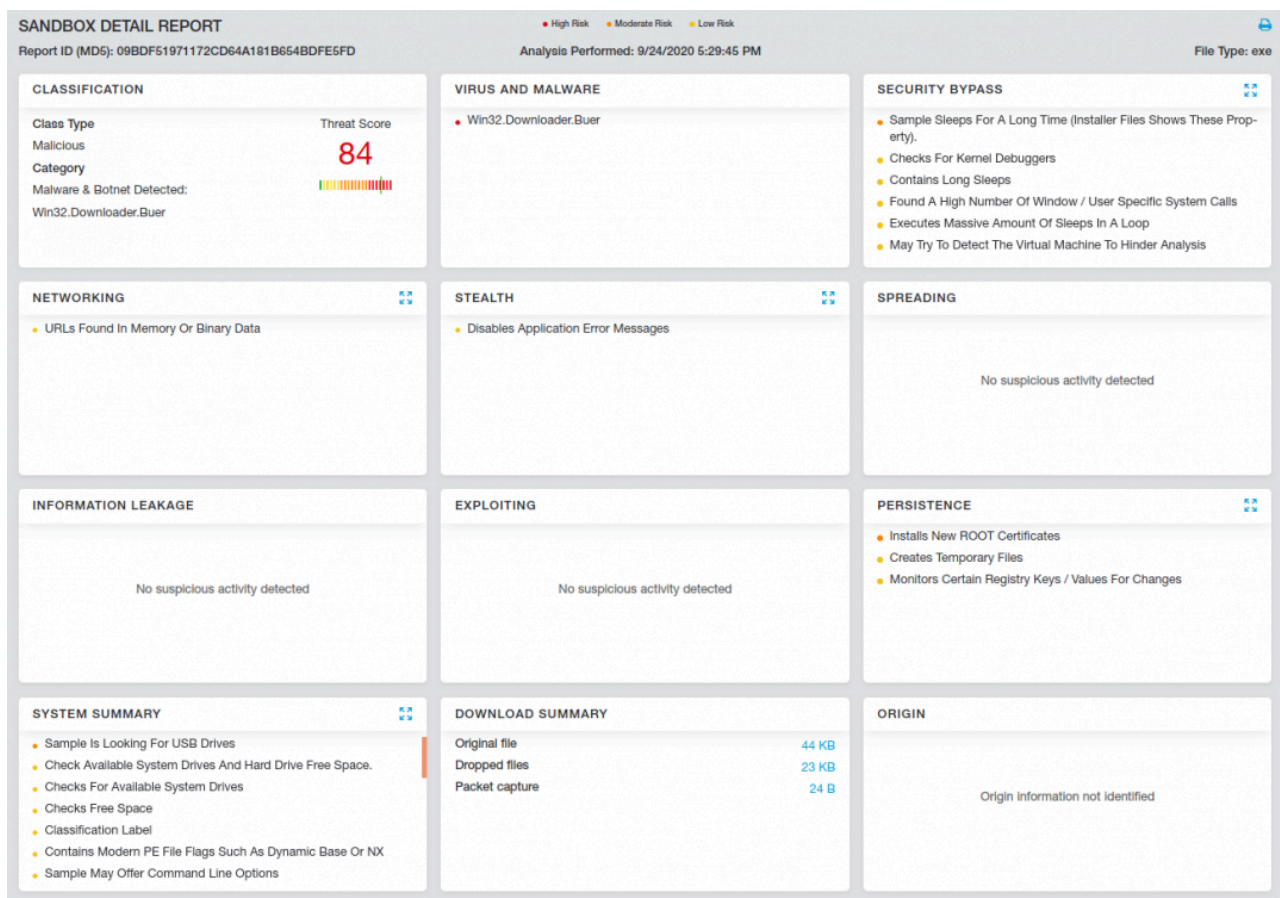 SANDBOX DETAIL REPORT
High Risk
Moderate Risk
Low Risk
Report ID (MD5): 09BDF51971172CD64A181B654BDFE5FD
Analysis Performed: 9/24/2020 5:29:45 PM
File Type: exe
CLASSIFICATION
Class Type
Threat Score
Malicious
84
Category
Malware & Botnet Detected:
Win32.Downloader.Buer
VIRUS AND MALWARE
Win32.Downloader.Buer
SECURITY BYPASS
Sample Sleeps For A Long Time (Installer Files Shows These Prop-
erty).
Checks For Kernel Debuggers
Contains Long Sleeps
Found A High Number Of Window / User Specific System Calls
Executes Massive Amount Of Sleeps In A Loop
May Try To Detect The Virtual Machine To Hinder Analysis
NETWORKING
URLs Found In Memory Or Binary Data
STEALTH
Disables Application Error Messages
SPREADING
No suspicious activity detected
INFORMATION LEAKAGE
No suspicious activity detected
EXPLOITING
No suspicious activity detected
PERSISTENCE
Installs New ROOT Certificates
Creates Temporary Files
Monitors Certain Registry Keys / Values For Changes
SYSTEM SUMMARY
Sample Is Looking For USB Drives
Check Available System Drives And Hard Drive Free Space.
Checks For Available System Drives
Checks Free Space
Classification Label
Contains Modern PE File Flags Such As Dynamic Base Or NX
Sample May Offer Command Line Options
DOWNLOAD SUMMARY
Original file 44 KB
Dropped files 23 KB
Packet capture 24 B
ORIGIN
Origin information not identified